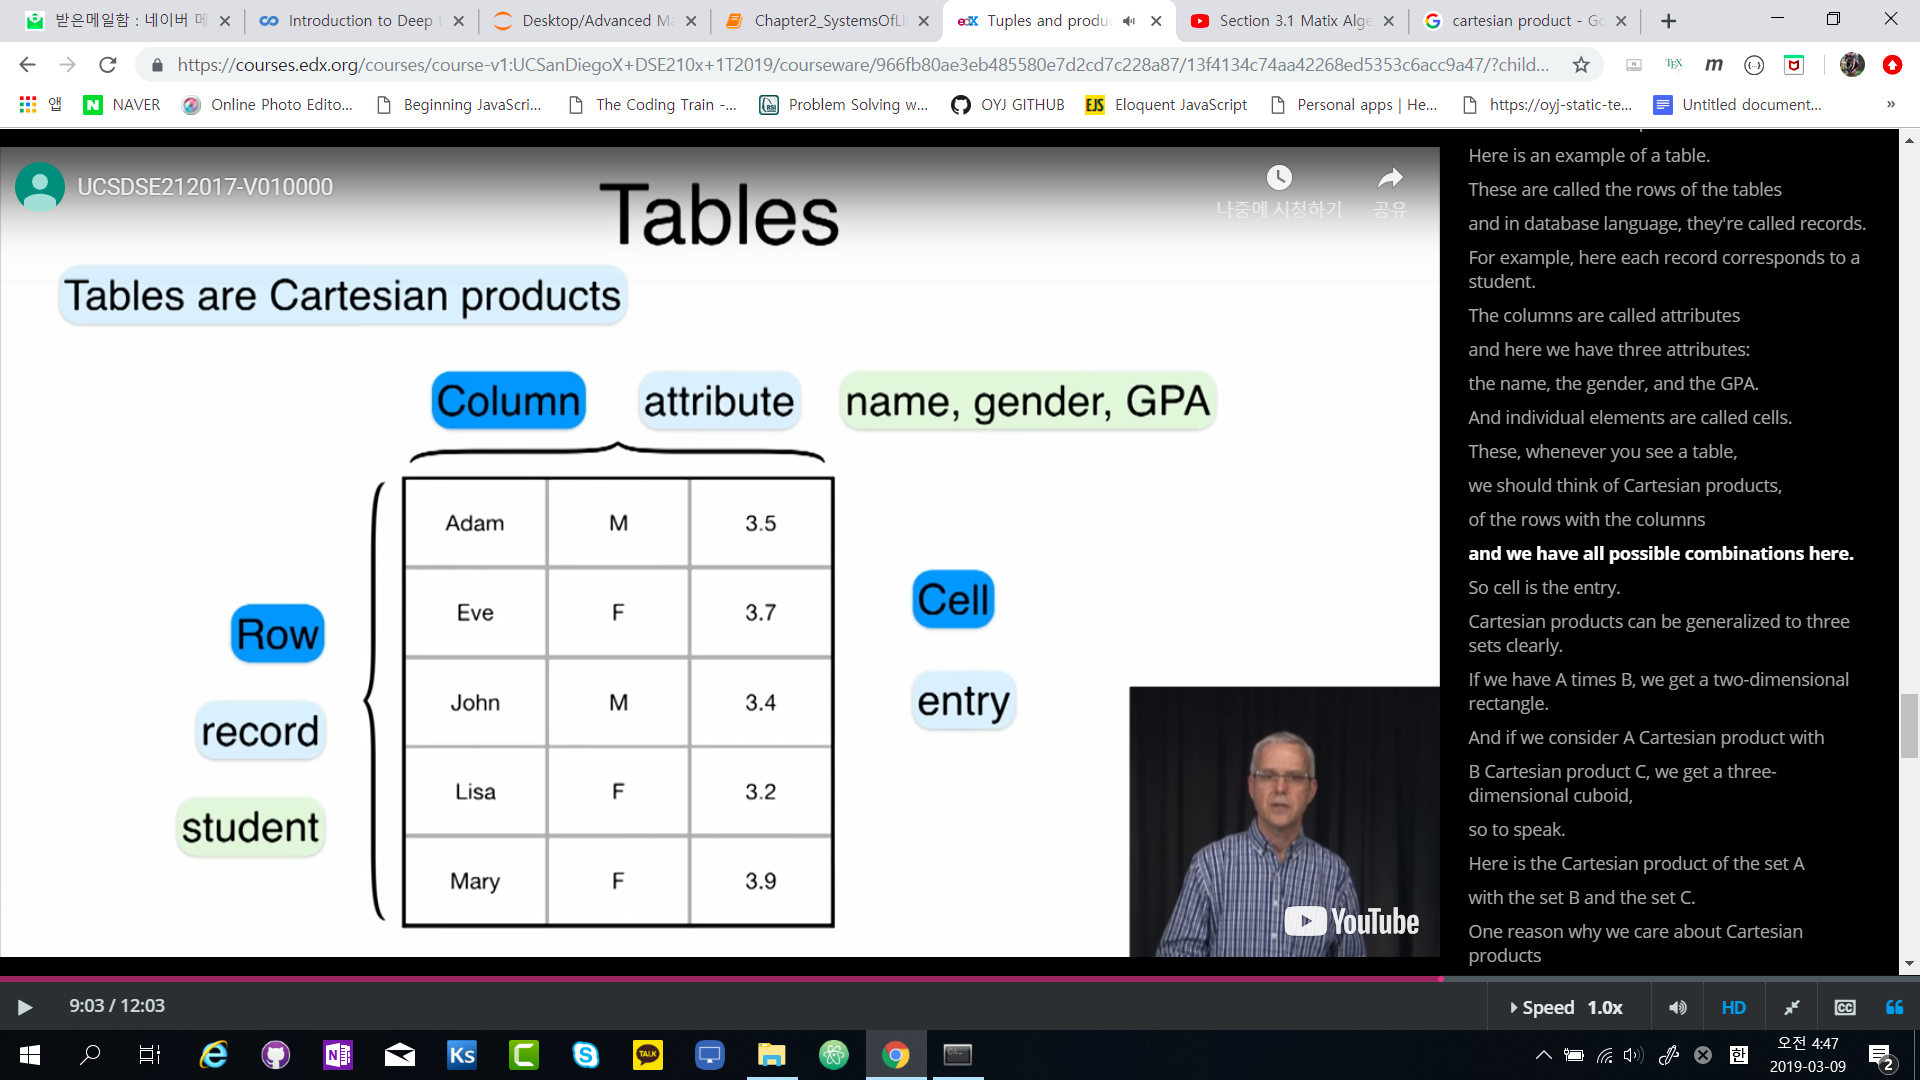 받은메일함 : 네이버 메
Introduction to Deep L
Desktop/Advanced Ma
Chapter2_SystemsOfLi
edX Tuples and produ
Section 3.1 Matix Alge
cartesian product - Go
https://courses.edx.org/courses/course-v1:UCSanDiegoX+DSE210x+1T2019/courseware/966fb80ae3eb485580e7d2cd7c228a87/13f4134c74aa42268ed5353c6acc9a47/?child...
TEX
m
앱
N NAVER
Online Photo Edito...
Beginning JavaScri...
The Coding Train -...
Problem Solving w...
OYJ GITHUB
EJS Eloquent JavaScript
Personal apps | He...
https://oyj-static-te...
Untitled document...
»
UCSDSE212017-V010000
나중에 시청하기
공유
Tables
Tables are Cartesian products
Column attribute name, gender, GPA
Adam M 3.5
Eve F 3.7
John M 3.4
Lisa F 3.2
Mary F 3.9
Row
record
student
Cell
entry
YouTube
Here is an example of a table.
These are called the rows of the tables
and in database language, they're called records.
For example, here each record corresponds to a
student.
The columns are called attributes
and here we have three attributes:
the name, the gender, and the GPA.
And individual elements are called cells.
These, whenever you see a table,
we should think of Cartesian products,
of the rows with the columns
and we have all possible combinations here.
So cell is the entry.
Cartesian products can be generalized to three
sets clearly.
If we have A times B, we get a two-dimensional
rectangle.
And if we consider A Cartesian product with
B Cartesian product C, we get a three-
dimensional cuboid,
so to speak.
Here is the Cartesian product of the set A
with the set B and the set C.
One reason why we care about Cartesian
products
9:03 / 12:03
Speed 1.0x
HD
CC
Ks
TALK
한
오전 4:47
2019-03-09
2